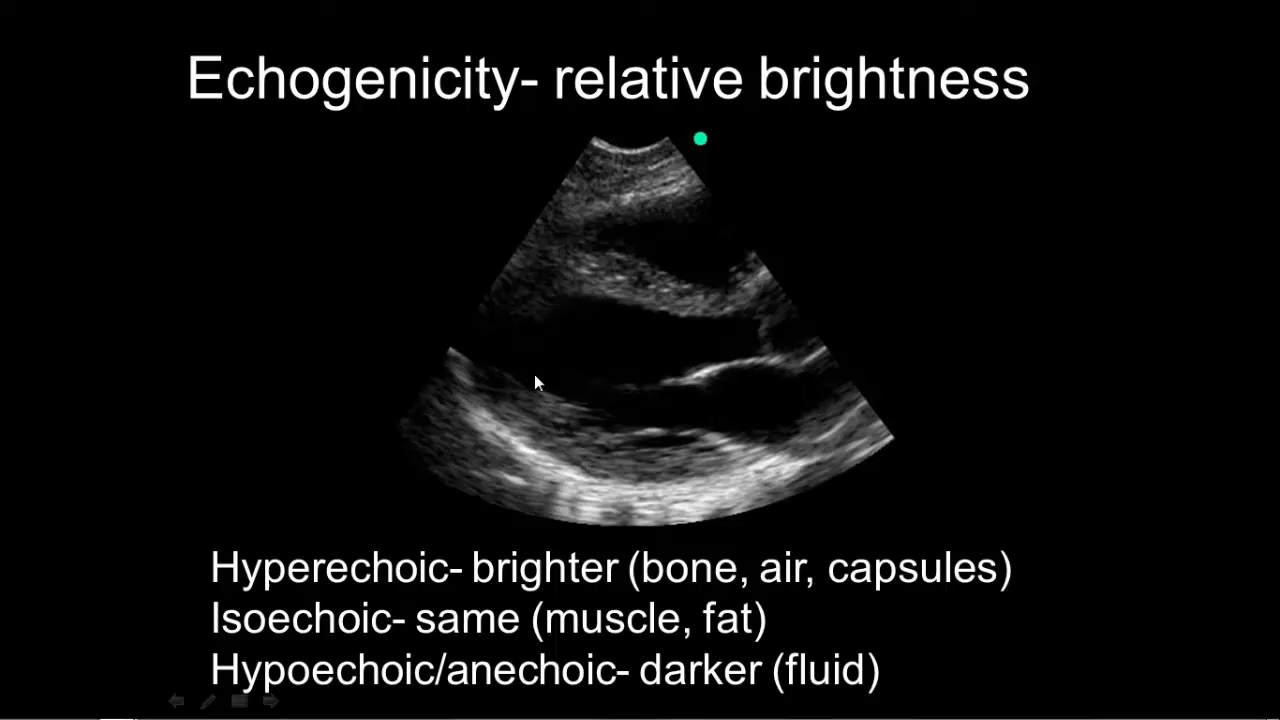 Echogenicity- relative brightness
Hyperechoic- brighter (bone, air, capsules)
Isoechoic- same (muscle, fat)
Hypoechoic/anechoic- darker (fluid)